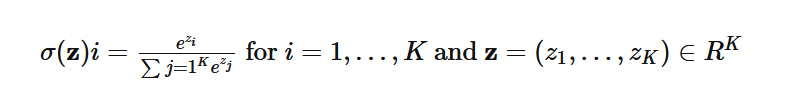 σ(𝐳)i = e^{z_i} / ∑ j=1^K e^{z_j} for i = 1, . . . , K and 𝐳 = (z_1, . . . , z_K) ∈ R^K